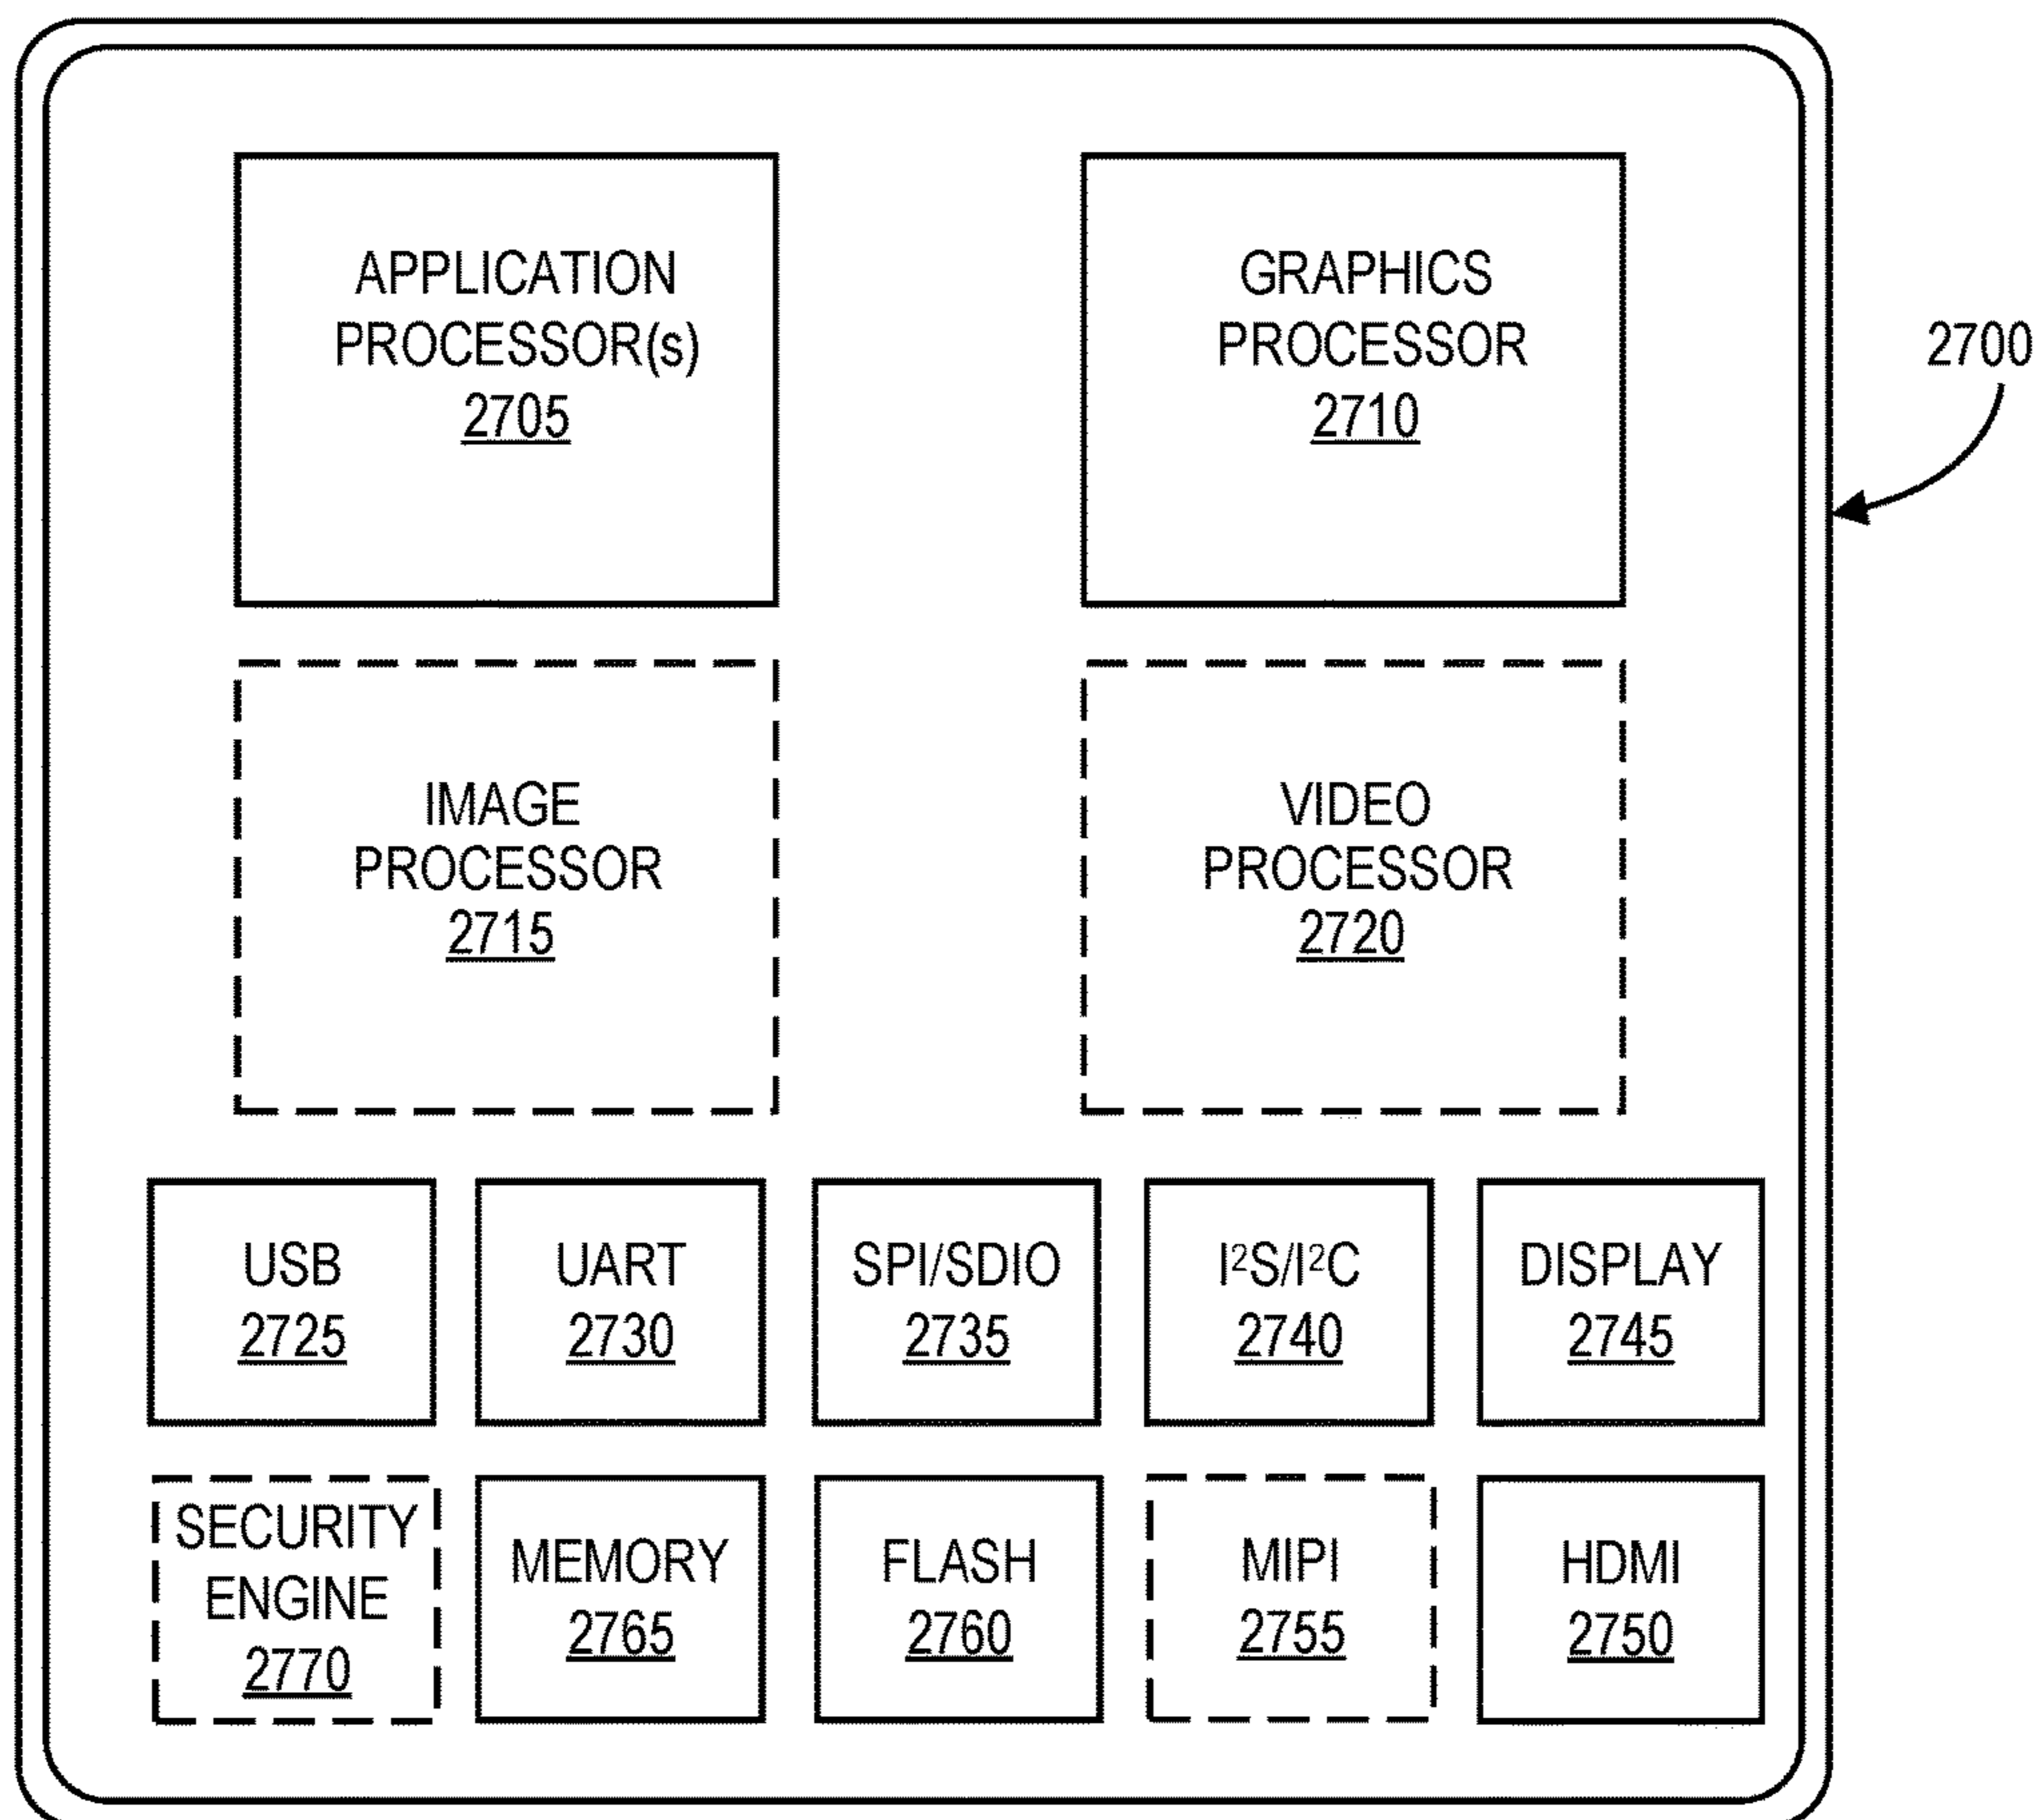 APPLICATION
PROCESSOR(s)
2705
GRAPHICS
PROCESSOR
2710
2700
IMAGE
PROCESSOR
2715
VIDEO
PROCESSOR
2720
USB
2725
UART
2730
SPI/SDIO
2735
I²S/I²C
2740
DISPLAY
2745
SECURITY
ENGINE
2770
MEMORY
2765
FLASH
2760
MIPI
2755
HDMI
2750